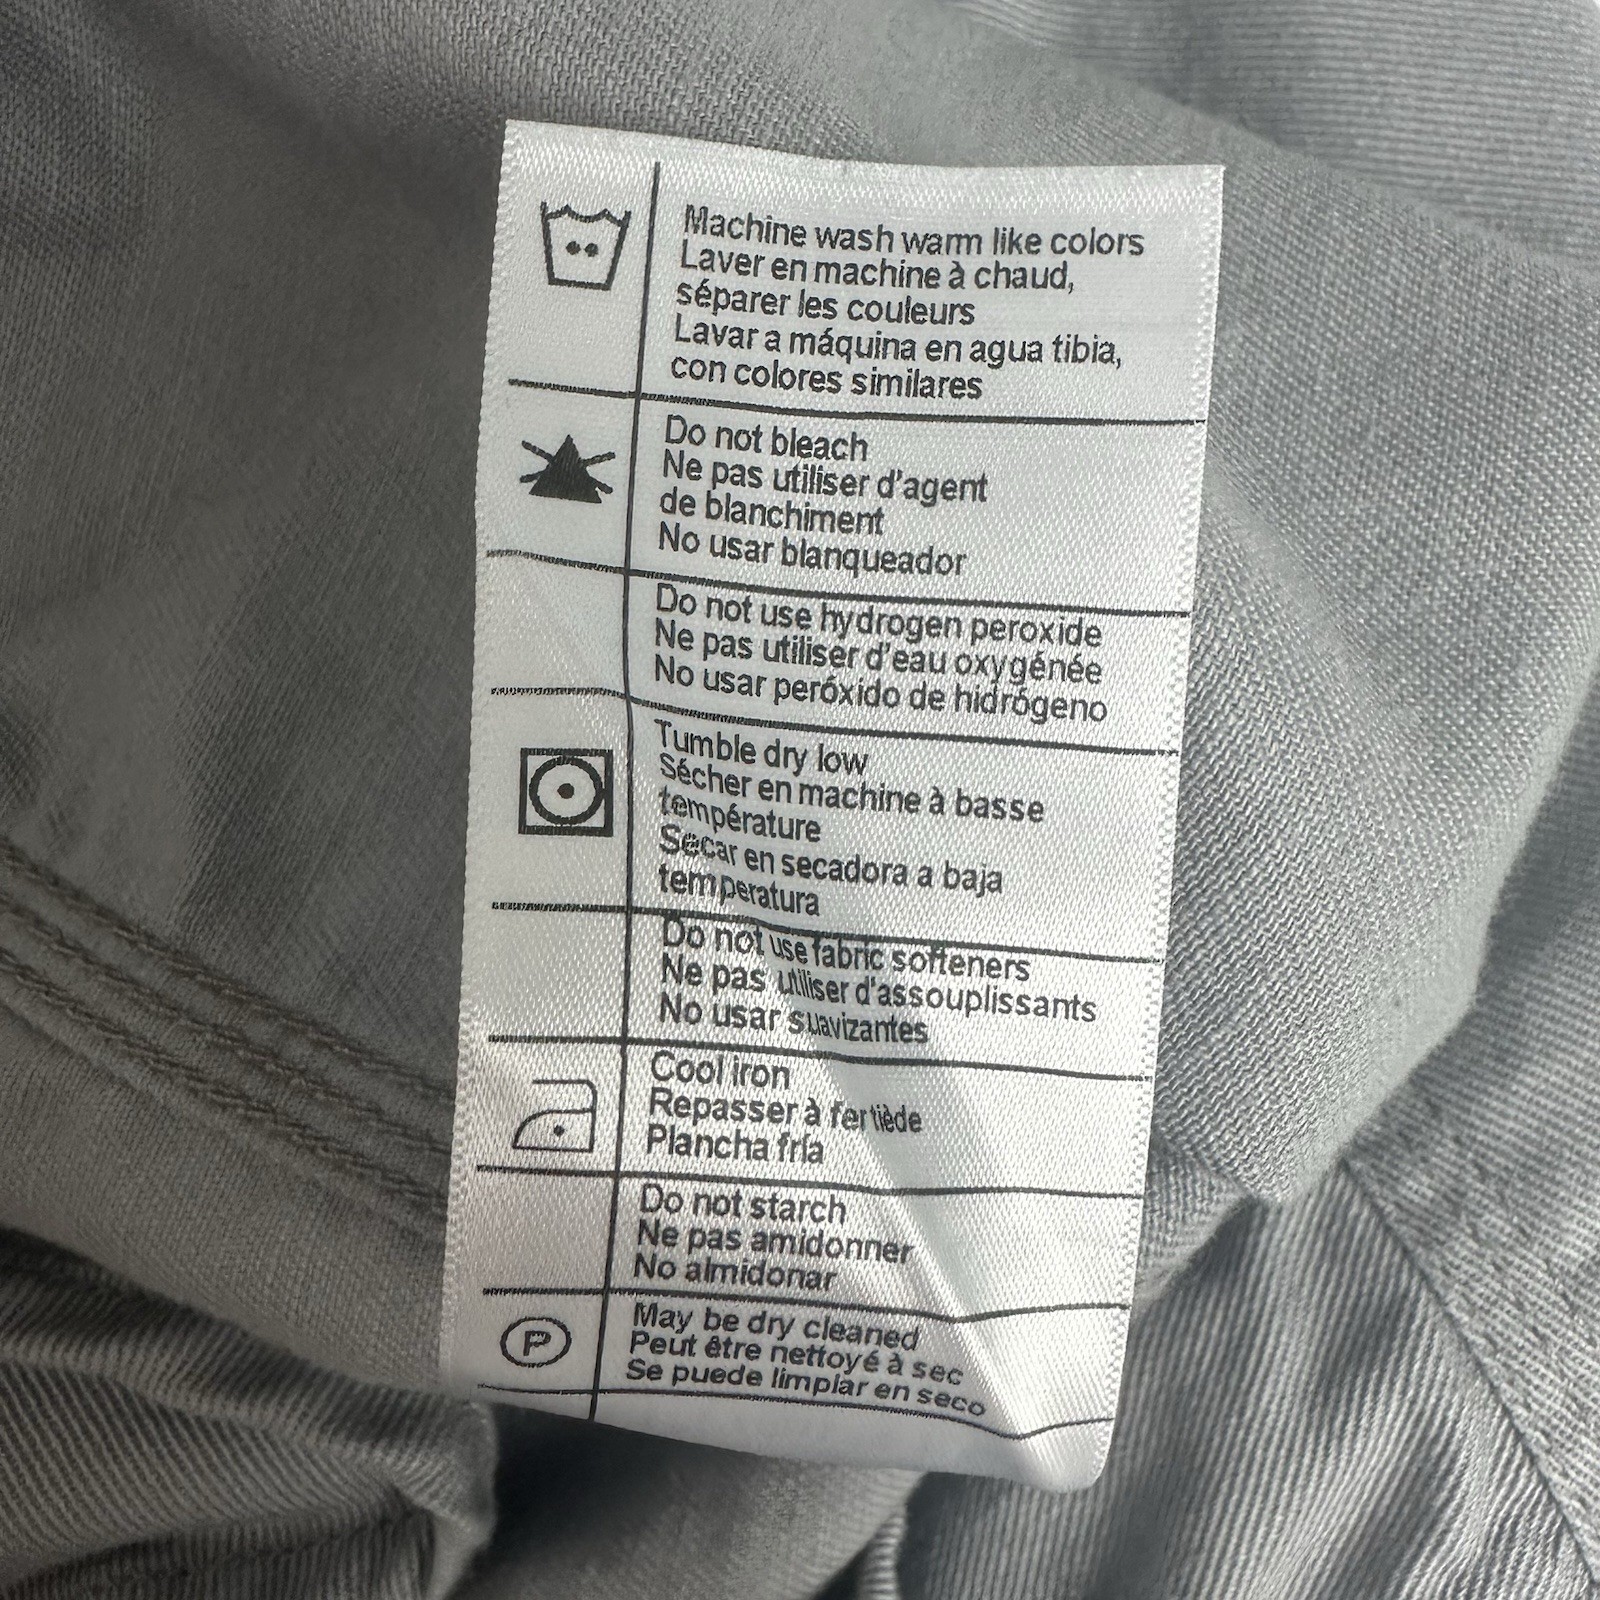 Machine wash warm like colors
Laver en machine à chaud,
séparer les couleurs
Lavar a máquina en agua tibia,
con colores similares
Do not bleach
Ne pas utiliser d'agent
de blanchiment
No usar blanqueador
Do not use hydrogen peroxide
Ne pas utiliser d'eau oxygénée
No usar peróxido de hidrógeno
Tumble dry low
Sécher en machine à basse
température
Secar en secadora a baja
temperatura
Do not use fabric softeners
Ne pas utiliser d'assouplissants
No usar suavizantes
Cool iron
Repasser à fer tiède
Plancha fría
Do not starch
Ne pas amidonner
No almidonar
P
May be dry cleaned
Peut être nettoyé à sec
Se puede limpiar en seco